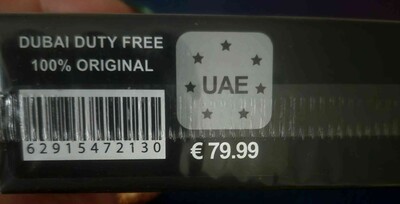 DUBAI DUTY FREE
100% ORIGINAL
62915472130
UAE
€ 79.99